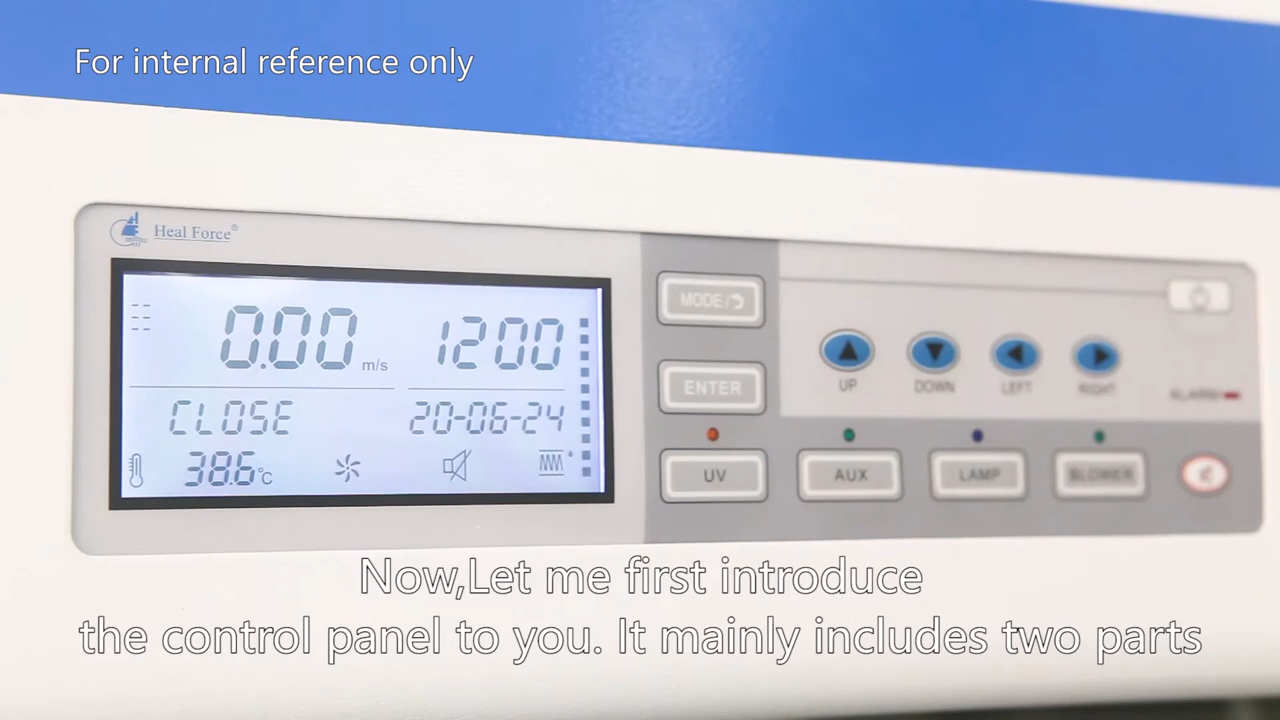 For internal reference only
Heal Force®
0.00 m/s 1200
CLOSE 20-06-24
38.6°C
MODE/
ENTER
UP DOWN LEFT RIGHT
ALARM
UV AUX LAMP BLOWER
Now,Let me first introduce
the control panel to you. It mainly includes two parts